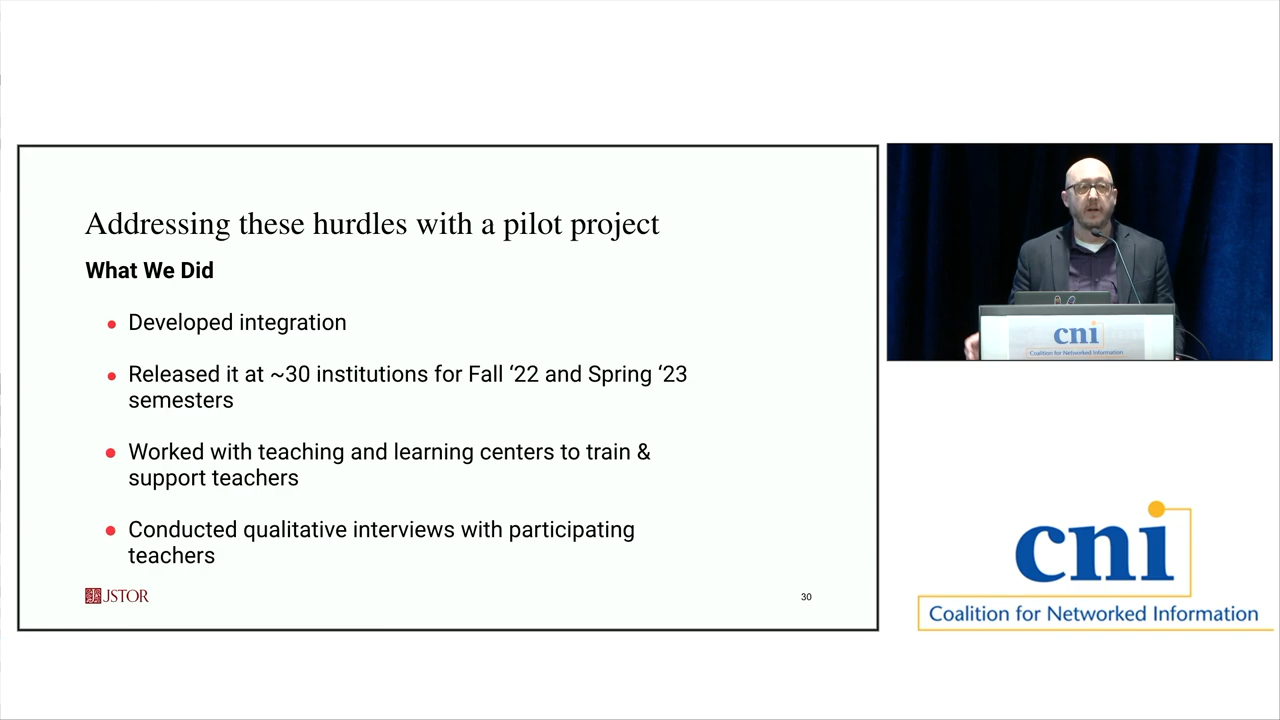 Addressing these hurdles with a pilot project
What We Did
Developed integration
Released it at ~30 institutions for Fall ‘22 and Spring ‘23
semesters
Worked with teaching and learning centers to train &
support teachers
Conducted qualitative interviews with participating
teachers
JSTOR
30
cni
Coalition for Networked Information
cni
Coalition for Networked Information